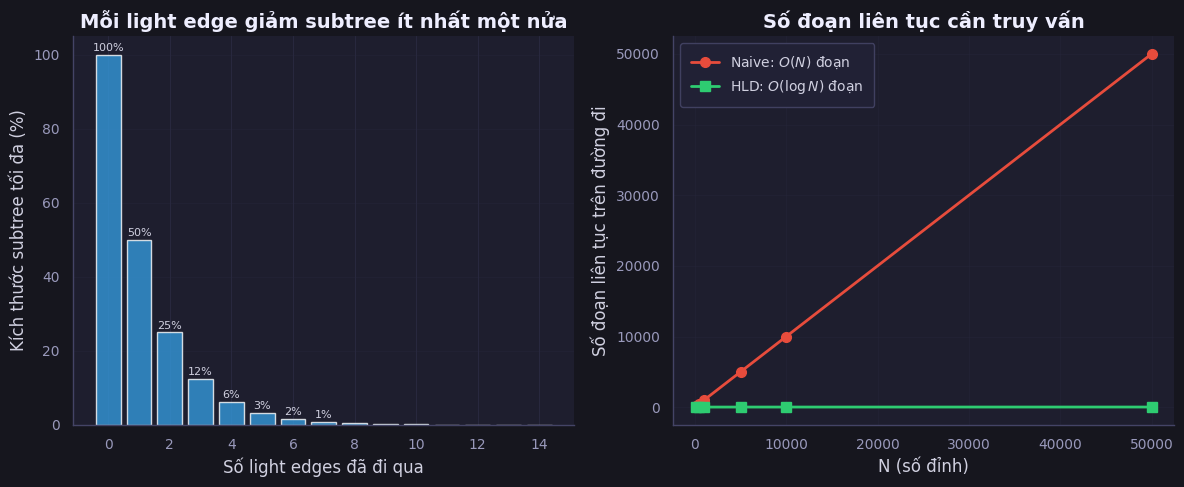 Mỗi light edge giảm subtree ít nhất một nửa
Kích thước subtree tối đa (%)
100
80
60
40
20
0
100%
50%
25%
12%
6%
3%
2%
1%
0 2 4 6 8 10 12 14
Số light edges đã đi qua
Số đoạn liên tục cần truy vấn
Số đoạn liên tục trên đường đi
50000
40000
30000
20000
10000
0
Naive: O(N) đoạn
HLD: O(log N) đoạn
0 10000 20000 30000 40000 50000
N (số đỉnh)